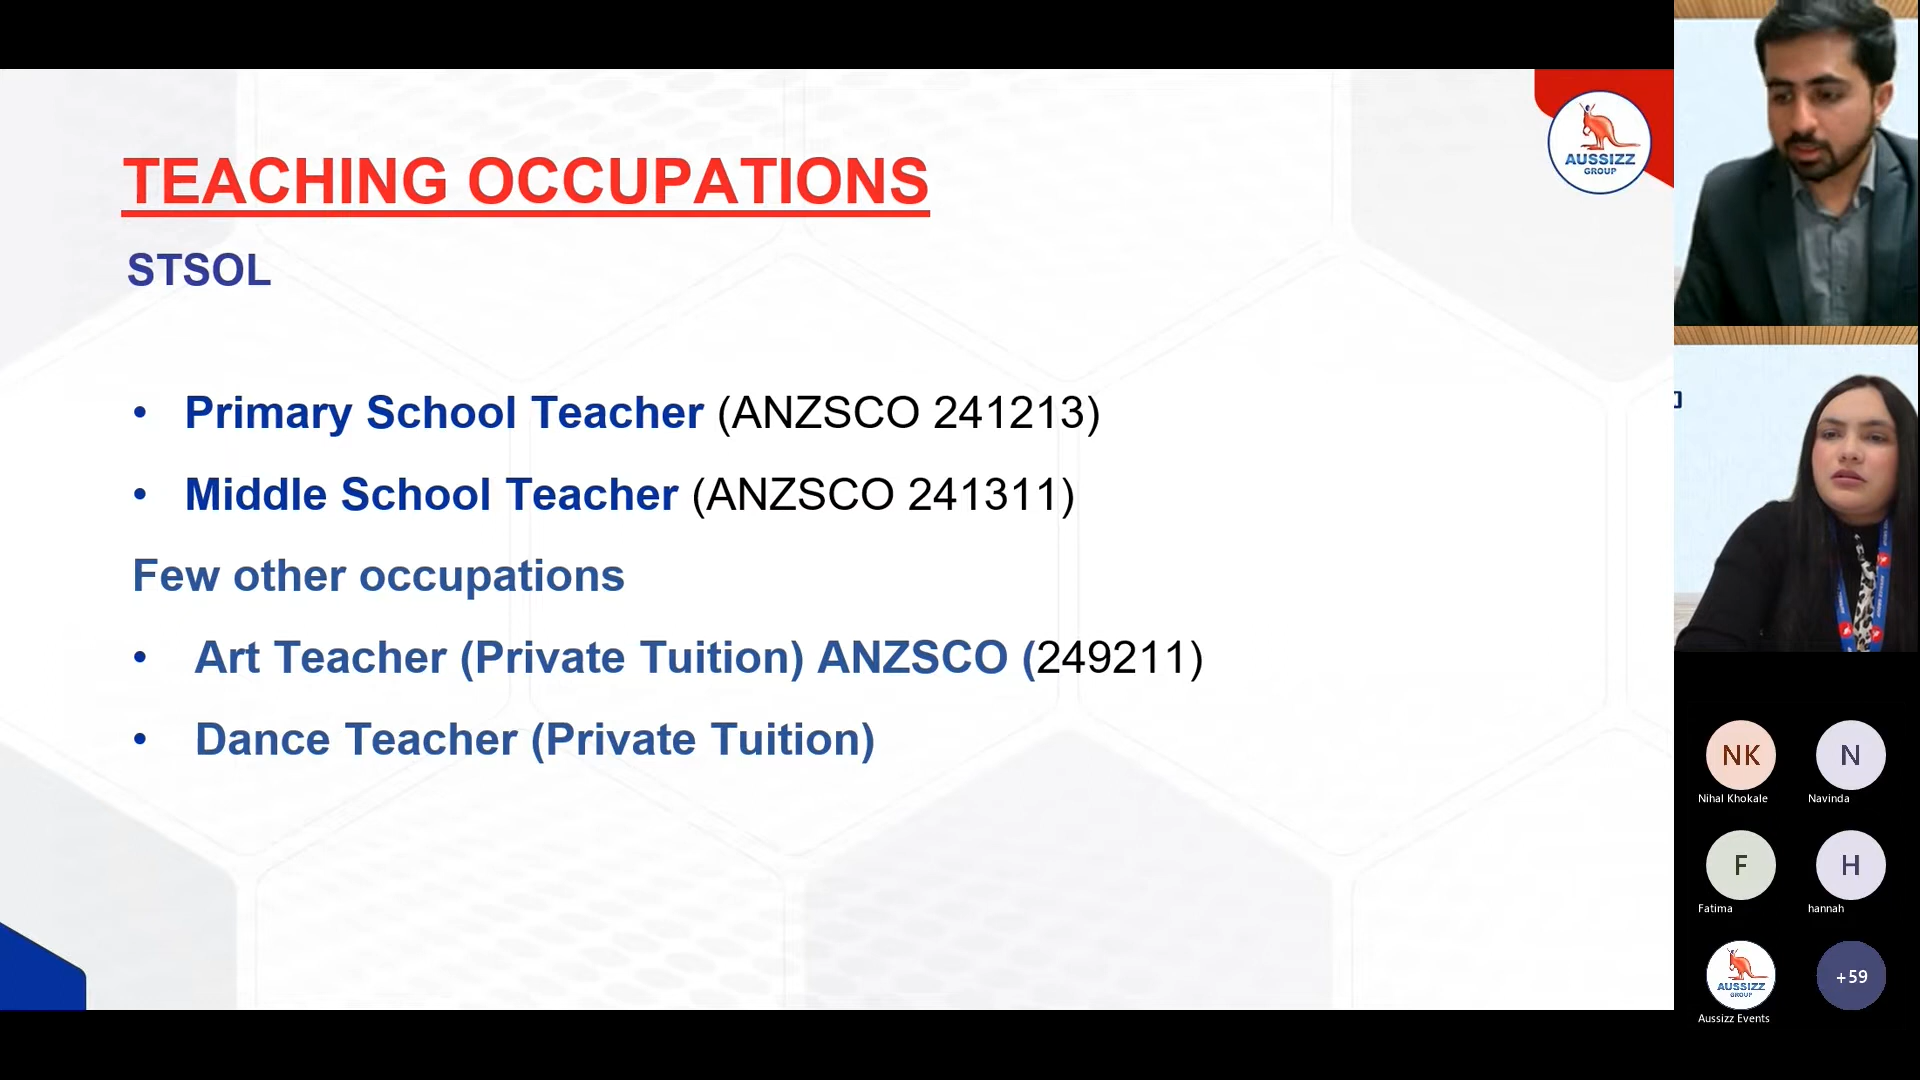 TEACHING OCCUPATIONS
STSOL
• Primary School Teacher (ANZSCO 241213)
• Middle School Teacher (ANZSCO 241311)
Few other occupations
• Art Teacher (Private Tuition) ANZSCO (249211)
• Dance Teacher (Private Tuition)
AUSSIZZ
GROUP
NK
Nihal Khokale
N
Navinda
F
Fatima
H
hannah
AUSSIZZ
GROUP
Aussizz Events
+59